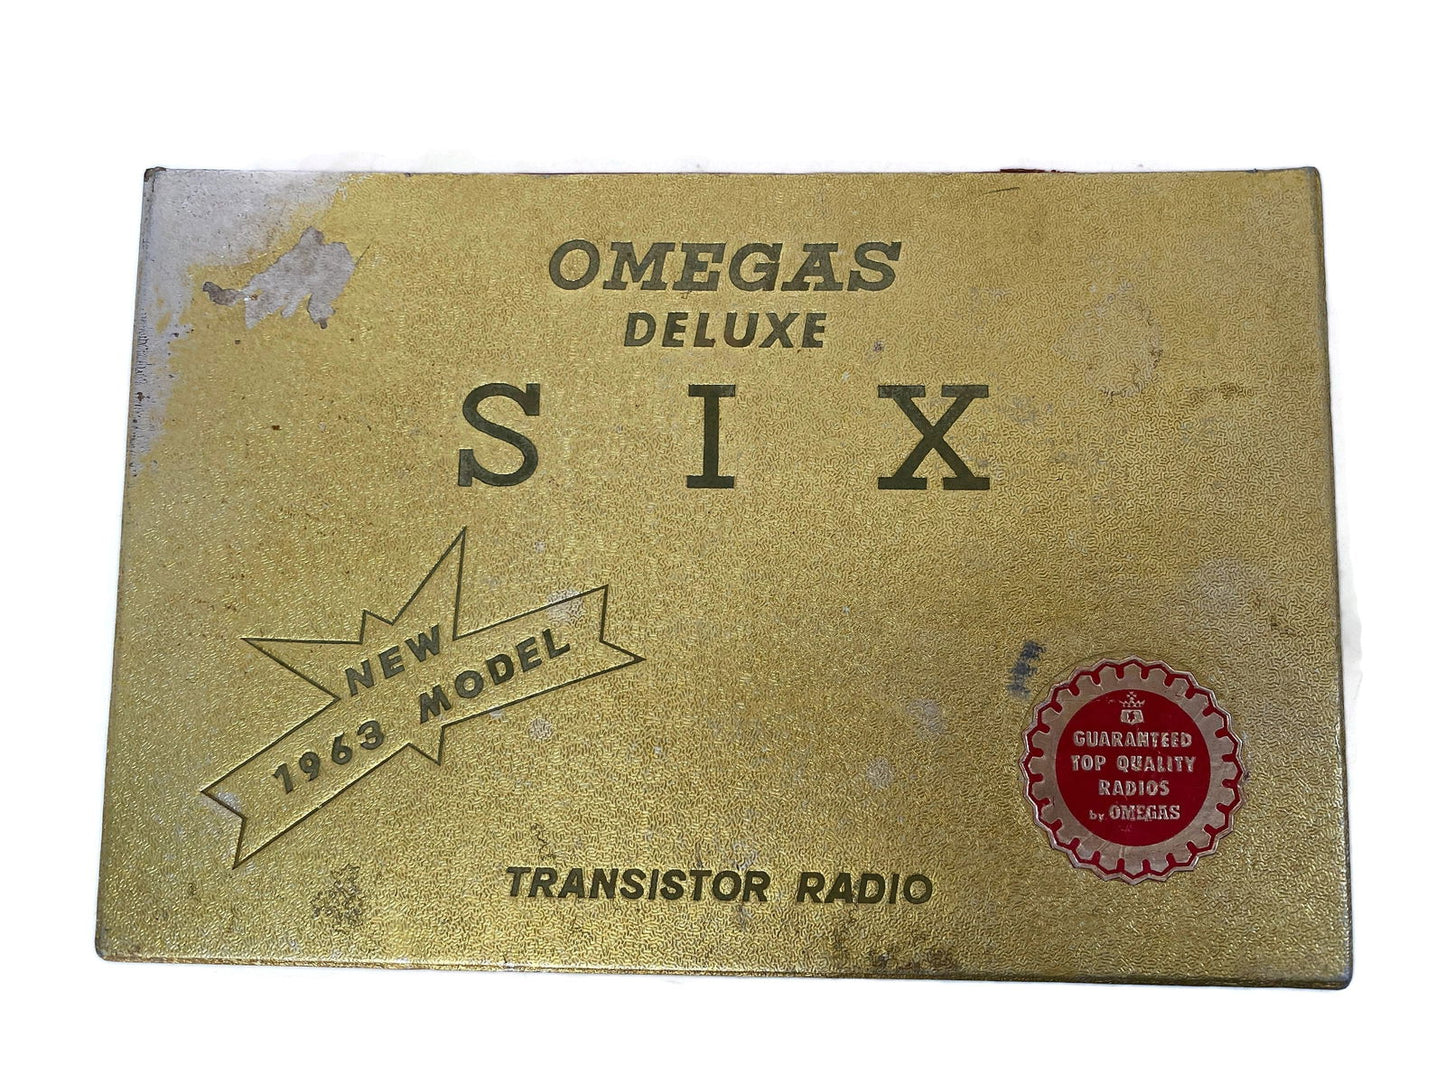 OMEGAS
DELUXE
SIX
NEW
1963 MODEL
GUARANTEED
TOP QUALITY
RADIOS
by OMEGAS
TRANSISTOR RADIO